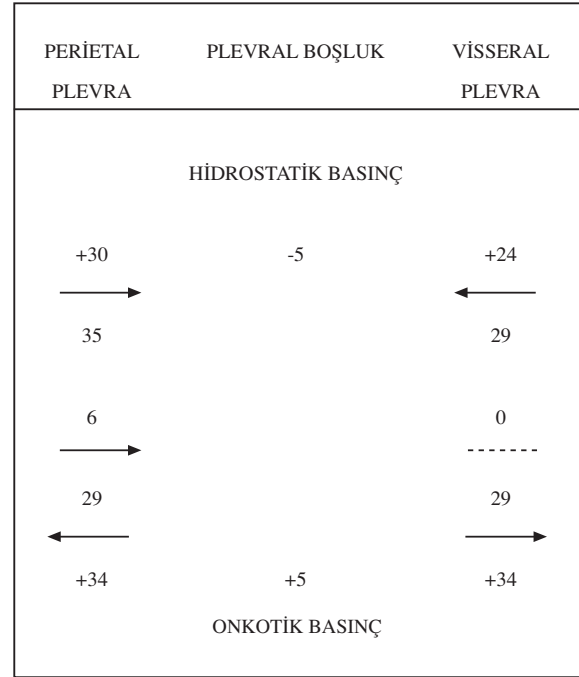 PERİETAL PLEVRAL BOŞLUK VİSSERAL
PLEVRA PLEVRA
HİDROSTATİK BASINÇ
+30 -5 +24
35 29
6 0
29 29
+34 +5 +34
ONKOTİK BASINÇ